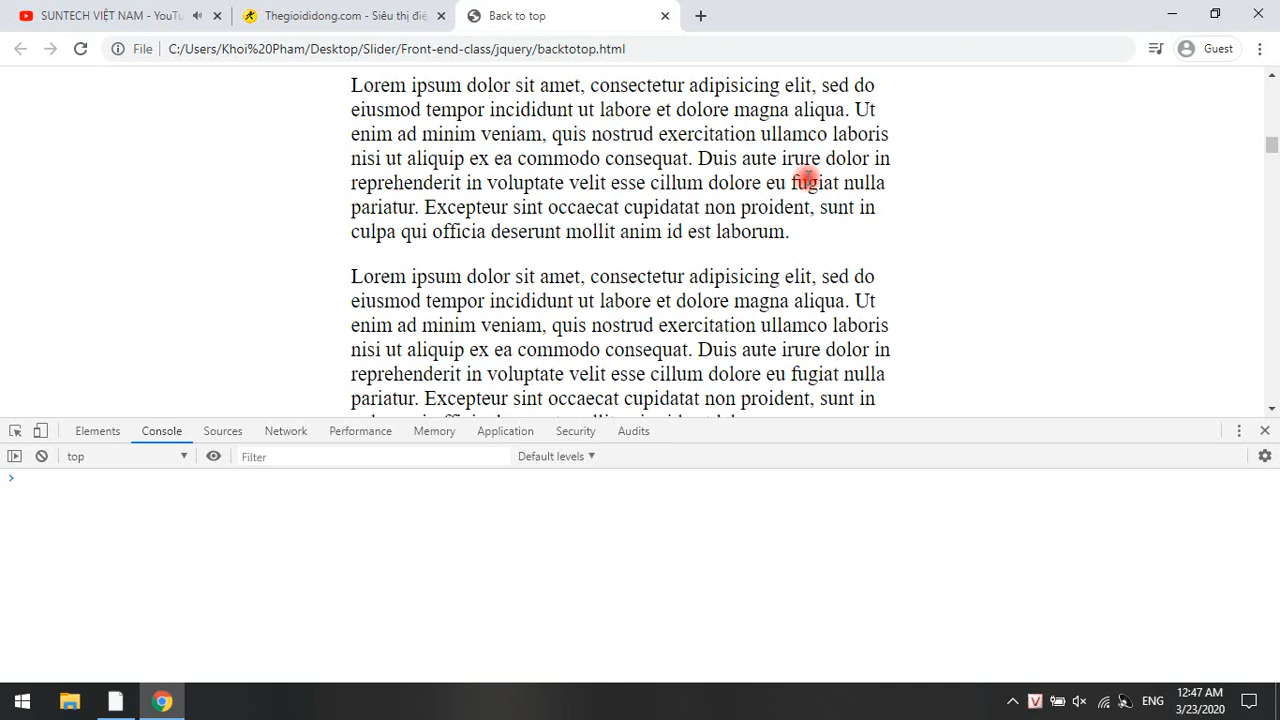 SUNTECH VIỆT NAM - YouTu
Thegioididong.com - Siêu thị điệ
Back to top
File
C:/Users/Khoi%20Pham/Desktop/Slider/Front-end-class/jquery/backtotop.html
Guest
Lorem ipsum dolor sit amet, consectetur adipisicing elit, sed do
eiusmod tempor incididunt ut labore et dolore magna aliqua. Ut
enim ad minim veniam, quis nostrud exercitation ullamco laboris
nisi ut aliquip ex ea commodo consequat. Duis aute irure dolor in
reprehenderit in voluptate velit esse cillum dolore eu fugiat nulla
pariatur. Excepteur sint occaecat cupidatat non proident, sunt in
culpa qui officia deserunt mollit anim id est laborum.
Lorem ipsum dolor sit amet, consectetur adipisicing elit, sed do
eiusmod tempor incididunt ut labore et dolore magna aliqua. Ut
enim ad minim veniam, quis nostrud exercitation ullamco laboris
nisi ut aliquip ex ea commodo consequat. Duis aute irure dolor in
reprehenderit in voluptate velit esse cillum dolore eu fugiat nulla
pariatur. Excepteur sint occaecat cupidatat non proident, sunt in
Elements Console Sources Network Performance Memory Application Security Audits
top
Filter
Default levels
V
ENG
12:47 AM
3/23/2020